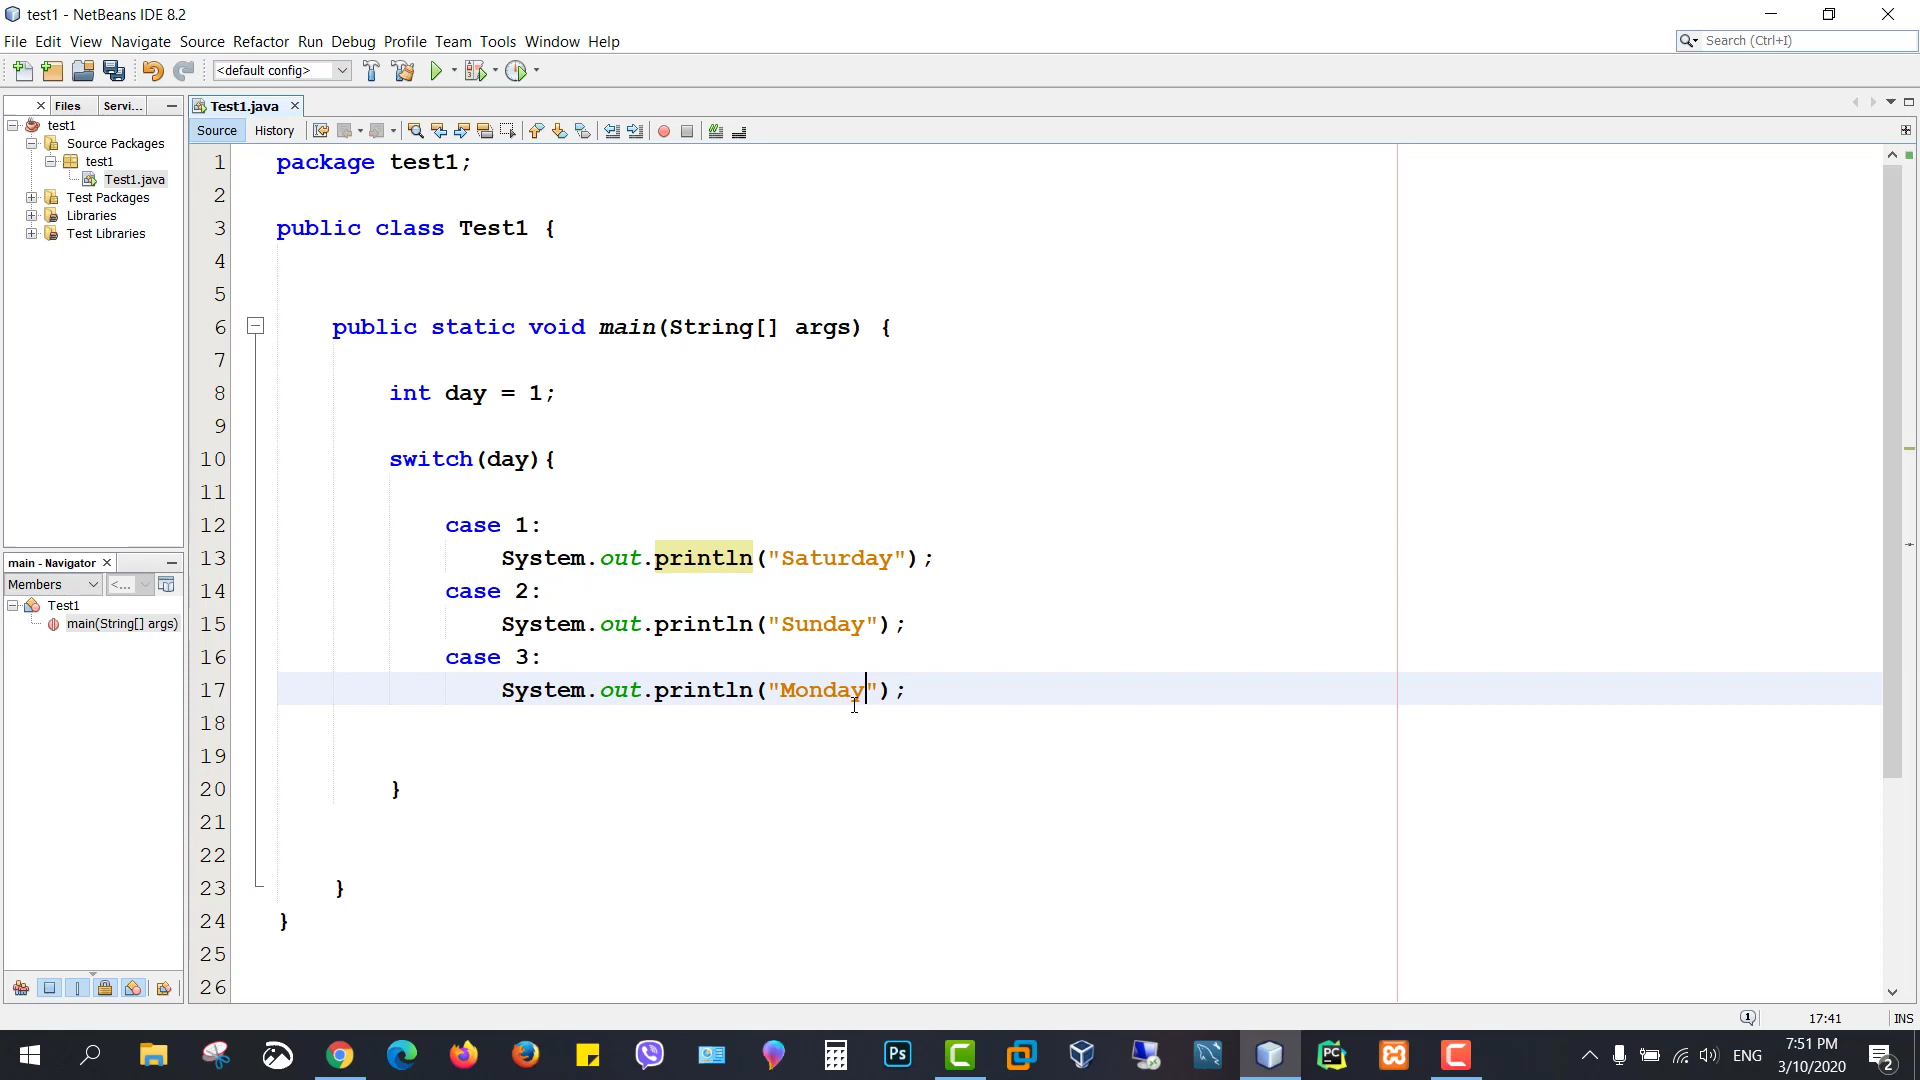 test1 - NetBeans IDE 8.2
File Edit View Navigate Source Refactor Run Debug Profile Team Tools Window Help
Search (Ctrl+I)
<default config>
Files Servi...
Test1.java
Source History
test1
Source Packages
test1
Test1.java
Test Packages
Libraries
Test Libraries
1 package test1;
2
3 public class Test1 {
4
5
6 public static void main(String[] args) {
7
8 int day = 1;
9
10 switch(day){
11
12 case 1:
13 System.out.println("Saturday");
14 case 2:
15 System.out.println("Sunday");
16 case 3:
17 System.out.println("Monday");
18
19
20 }
21
22
23 }
24 }
25
26
main - Navigator
Members <...
Test1
main(String[] args)
1
17:41 INS
Ps
PC
ENG
7:51 PM
3/10/2020
2